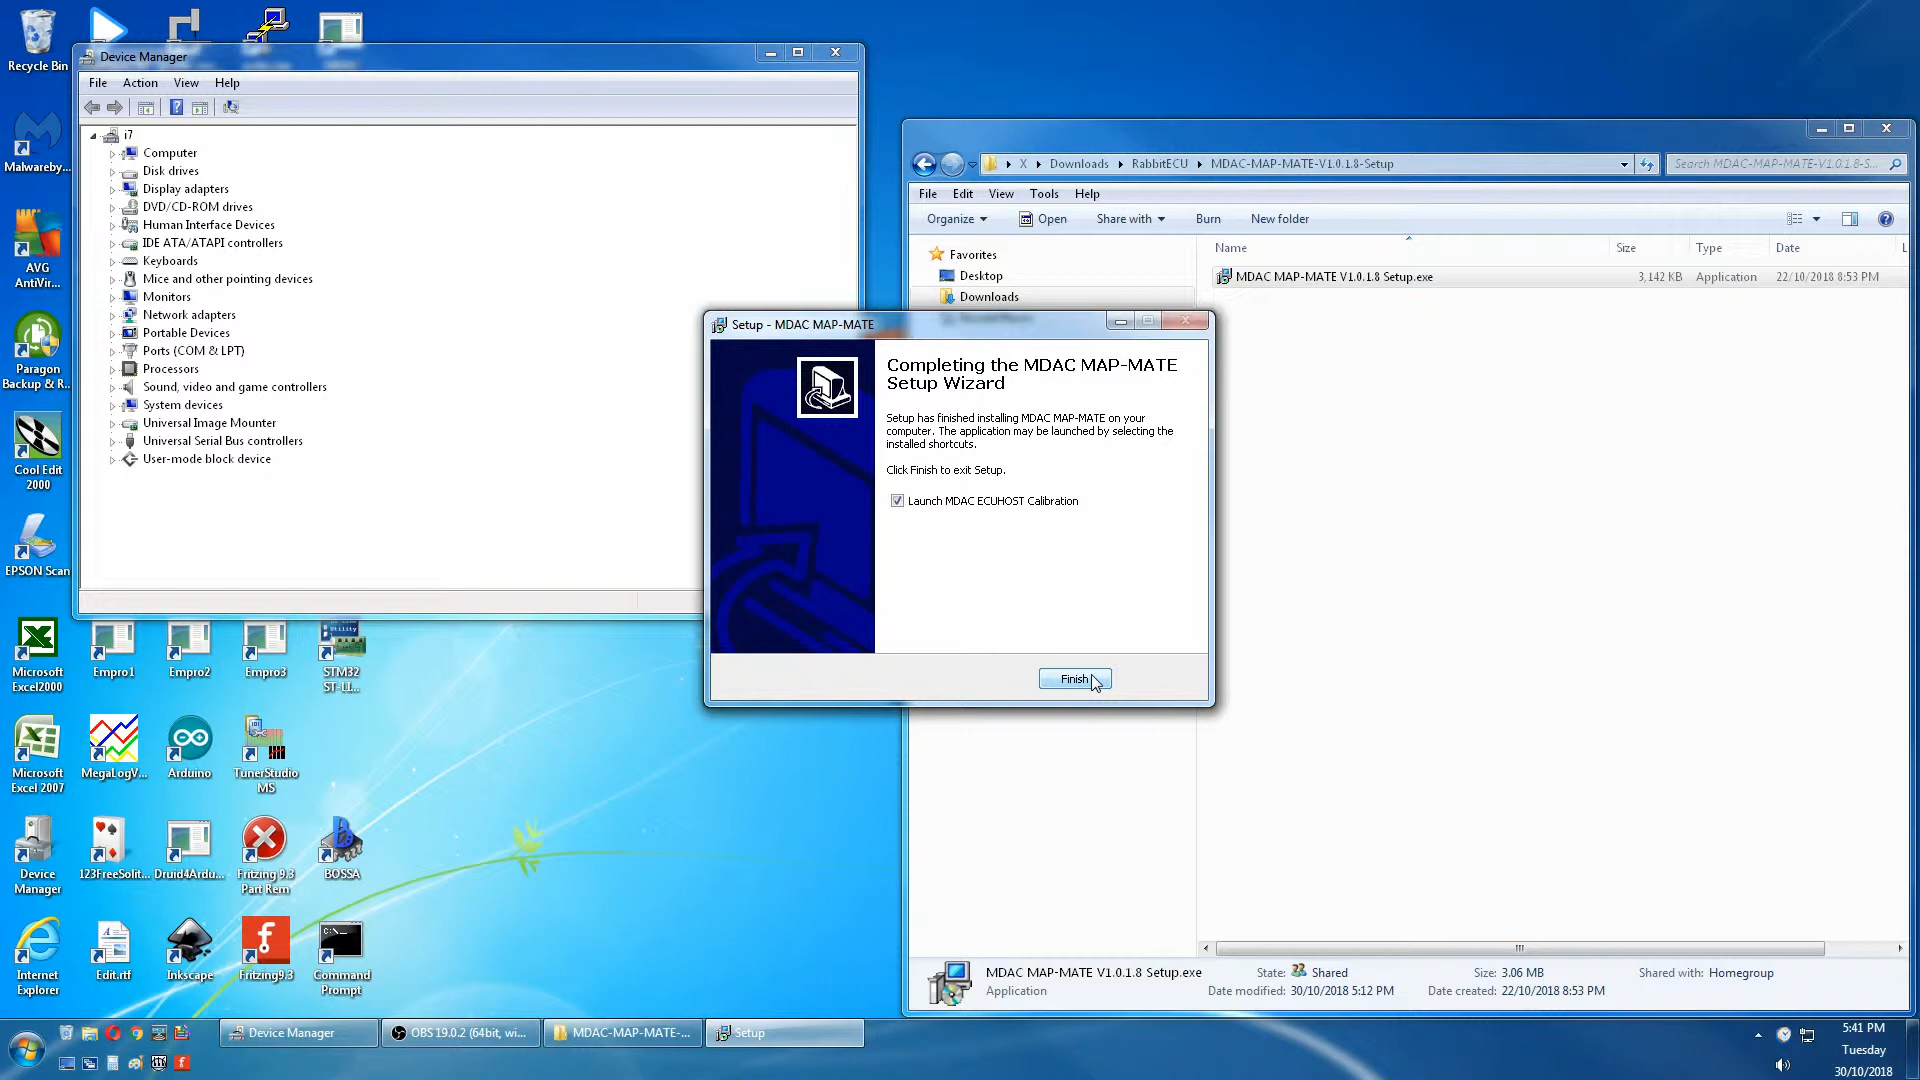 Recycle Bin
Malwareby...
AVG
AntiVir...
Paragon
Backup & R...
Cool Edit
2000
EPSON Scan
Microsoft
Excel2000
Empro1
Empro2
Empro3
STM32
ST-LI...
Microsoft
Excel 2007
MegaLogV...
Arduino
TunerStudio
MS
Device
Manager
123FreeSolit...
Druid4Ardu...
Fritzing 9.3
Part Rem
BOSSA
Internet
Explorer
Edit.rtf
Inkscape
Fritzing9.3
Command
Prompt
Device Manager
File Action View Help
i7
Computer
Disk drives
Display adapters
DVD/CD-ROM drives
Human Interface Devices
IDE ATA/ATAPI controllers
Keyboards
Mice and other pointing devices
Monitors
Network adapters
Portable Devices
Ports (COM & LPT)
Processors
Sound, video and game controllers
System devices
Universal Image Mounter
Universal Serial Bus controllers
User-mode block device
X Downloads RabbitECU MDAC-MAP-MATE-V1.0.1.8-Setup
Search MDAC-MAP-MATE-V1.0.1.8-S...
File Edit View Tools Help
Organize Open Share with Burn New folder
Favorites
Desktop
Downloads
Name Size Type Date
MDAC MAP-MATE V1.0.1.8 Setup.exe 3,142 KB Application 22/10/2018 8:53 PM
Setup - MDAC MAP-MATE
Completing the MDAC MAP-MATE
Setup Wizard
Setup has finished installing MDAC MAP-MATE on your
computer. The application may be launched by selecting the
installed shortcuts.
Click Finish to exit Setup.
Launch MDAC ECUHOST Calibration
Finish
MDAC MAP-MATE V1.0.1.8 Setup.exe State: Shared Size: 3.06 MB Shared with: Homegroup
Application Date modified: 30/10/2018 5:12 PM Date created: 22/10/2018 8:53 PM
Device Manager
OBS 19.0.2 (64bit, wi...
MDAC-MAP-MATE-...
Setup
5:41 PM
Tuesday
30/10/2018